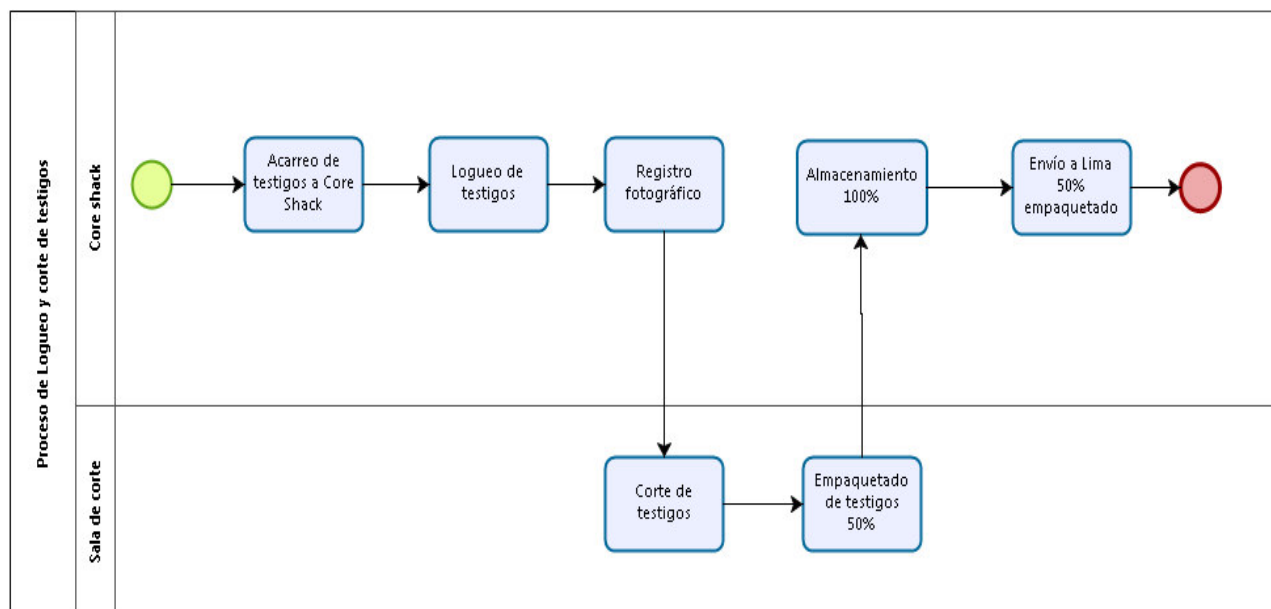 Proceso de Logueo y corte de testigos
Core shack
Acarreo de
testigos a Core
Shack
Logueo de
testigos
Registro
fotográfico
Almacenamiento
100%
Envío a Lima
50%
empaquetado
Sala de corte
Corte de
testigos
Empaquetado
de testigos
50%